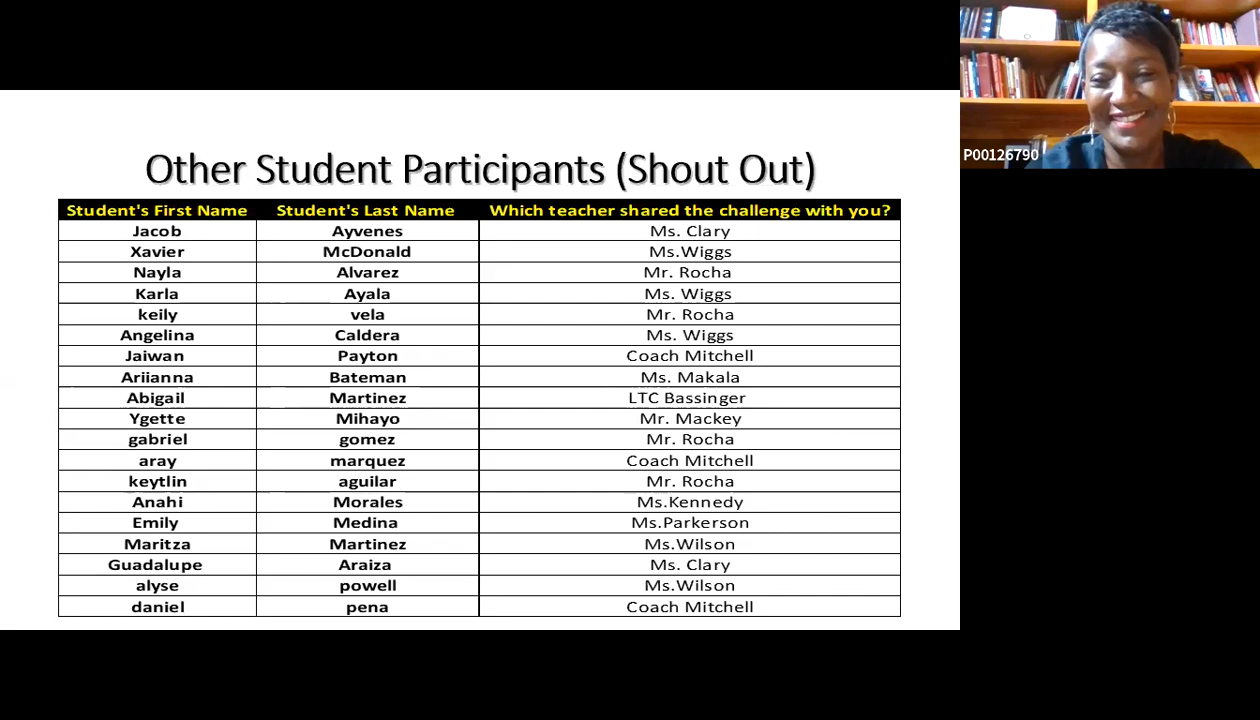 Other Student Participants (Shout Out)
P00126790
Student's First Name Student's Last Name Which teacher shared the challenge with you?
Jacob Ayvenes Ms. Clary
Xavier McDonald Ms.Wiggs
Nayla Alvarez Mr. Rocha
Karla Ayala Ms. Wiggs
keily vela Mr. Rocha
Angelina Caldera Ms. Wiggs
Jaiwan Payton Coach Mitchell
Ariianna Bateman Ms. Makala
Abigail Martinez LTC Bassinger
Ygette Mihayo Mr. Mackey
gabriel gomez Mr. Rocha
aray marquez Coach Mitchell
keytlin aguilar Mr. Rocha
Anahi Morales Ms.Kennedy
Emily Medina Ms.Parkerson
Maritza Martinez Ms.Wilson
Guadalupe Araiza Ms. Clary
alyse powell Ms.Wilson
daniel pena Coach Mitchell